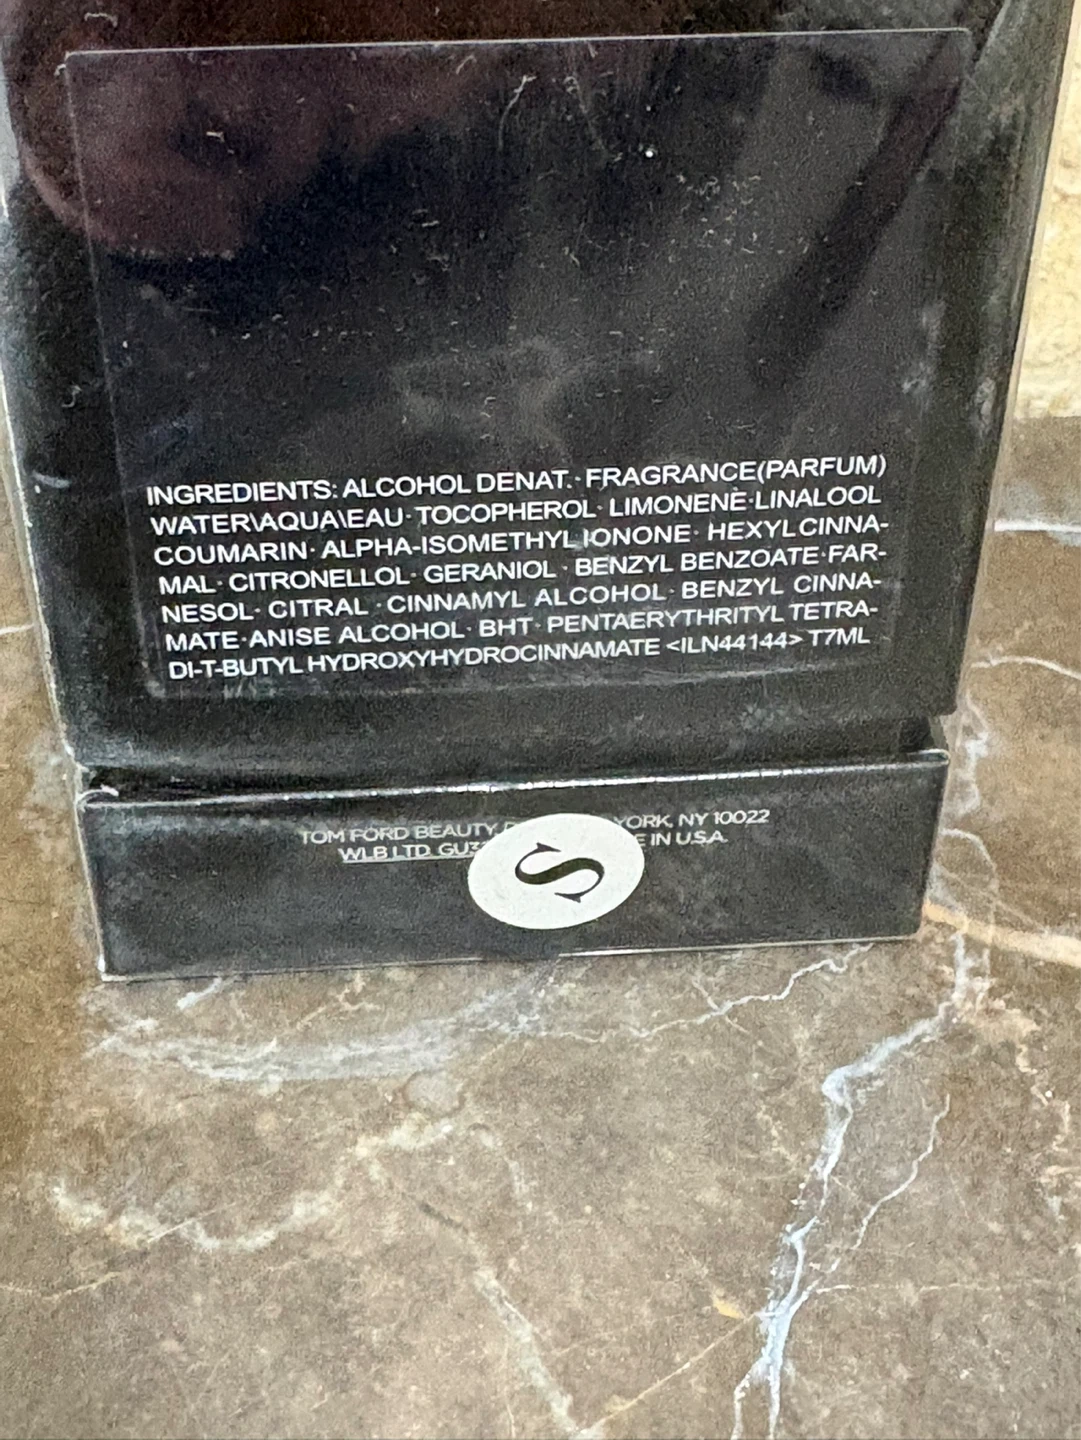 INGREDIENTS: ALCOHOL DENAT.· FRAGRANCE(PARFUM)
WATER\AQUA\EAU· TOCOPHEROL· LIMONENE·LINALOOL
COUMARIN· ALPHA-ISOMETHYL IONONE· HEXYLCINNA-
MAL· CITRONELLOL· GERANIOL · BENZYL BENZOATE·FAR-
NESOL· CITRAL · CINNAMYL ALCOHOL· BENZYL CINNA-
MATE·ANISE ALCOHOL· BHT· PENTAERYTHRITYL TETRA-
DI-T-BUTYL HYDROXYHYDROCINNAMATE <ILN44144> T7ML
TOM FORD BEAUTY, YORK, NY 10022
WLB LTD. IN U.S.A.
S